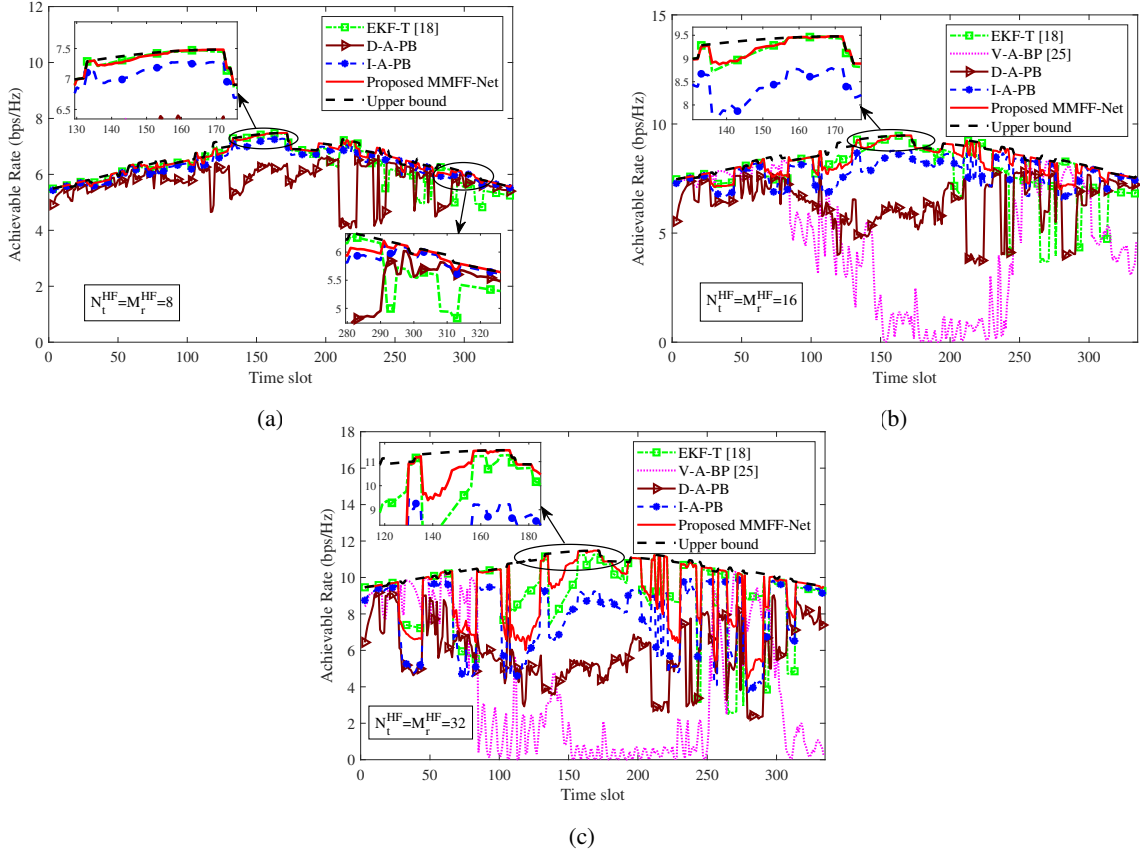 12
10
8
6
4
2
0
Achievable Rate (bps/Hz)
0 50 100 150 200 250 300
Time slot
EKF-T [18]
D-A-PB
I-A-PB
Proposed MMFF-Net
Upper bound
7.5
7
6.5
130 140 150 160 170
6
5.5
5
280 290 300 310 320
N_t^HF=M_r^HF=8
(a)
15
10
5
0
Achievable Rate (bps/Hz)
0 50 100 150 200 250 300
Time slot
EKF-T [18]
V-A-BP [25]
D-A-PB
I-A-PB
Proposed MMFF-Net
Upper bound
9.5
9
8.5
8
140 150 160 170
N_t^HF=M_r^HF=16
(b)
18
16
14
12
10
8
6
4
2
0
Achievable Rate (bps/Hz)
0 50 100 150 200 250 300
Time slot
EKF-T [18]
V-A-BP [25]
D-A-PB
I-A-PB
Proposed MMFF-Net
Upper bound
11
10
9
120 140 160 180
N_t^HF=M_r^HF=32
(c)